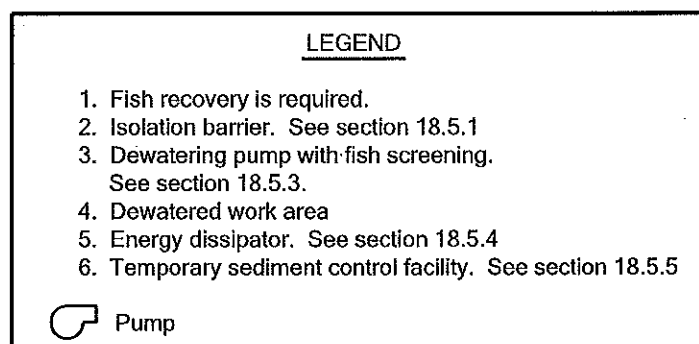 LEGEND
1. Fish recovery is required.
2. Isolation barrier. See section 18.5.1
3. Dewatering pump with fish screening.
See section 18.5.3.
4. Dewatered work area
5. Energy dissipator. See section 18.5.4
6. Temporary sediment control facility. See section 18.5.5
Pump